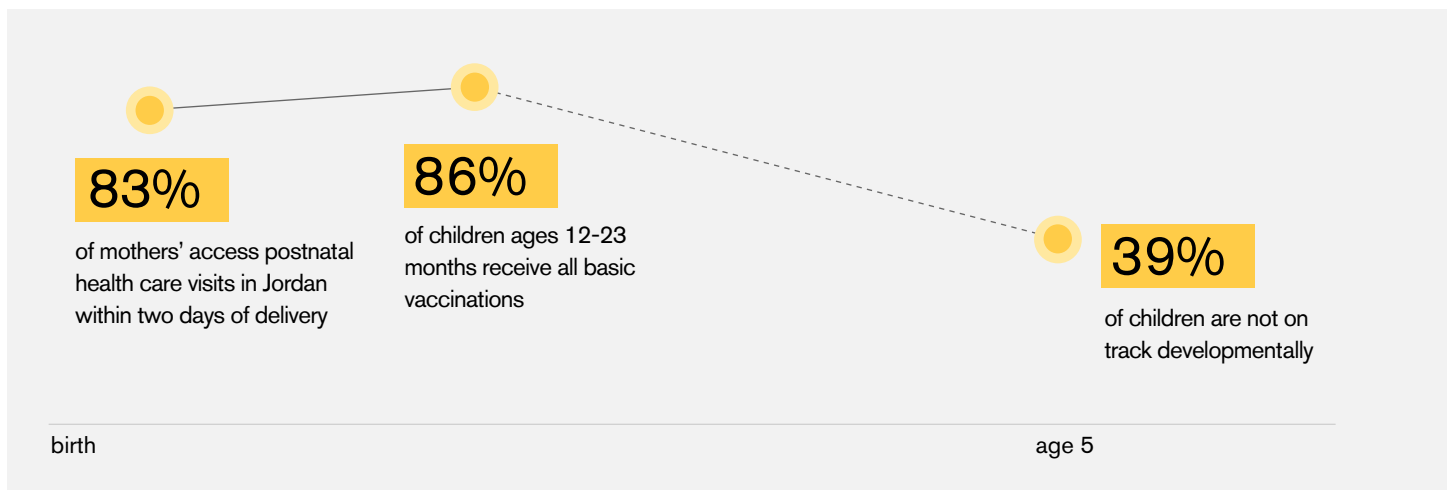 83%
of mothers’ access postnatal
health care visits in Jordan
within two days of delivery
86%
of children ages 12-23
months receive all basic
vaccinations
39%
of children are not on
track developmentally
birth
age 5